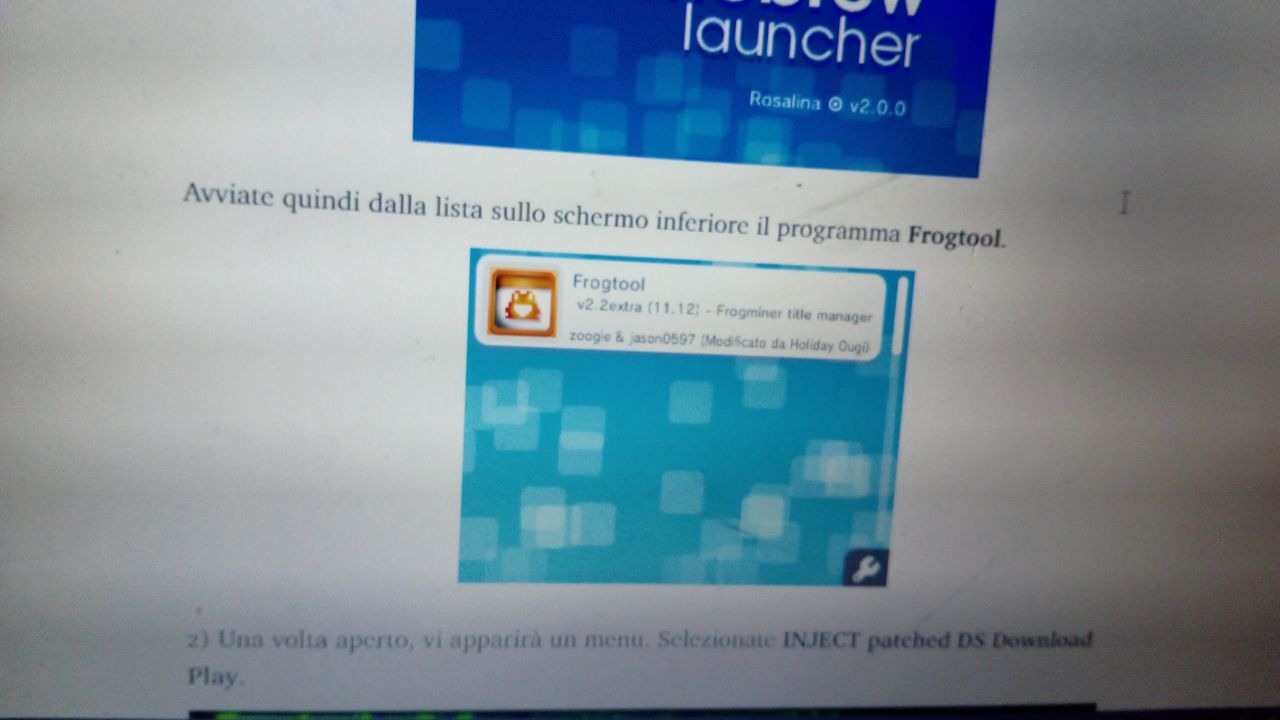 launcher
Rosalina v2.0.0
Avviate quindi dalla lista sullo schermo inferiore il programma Frogtool.
Frogtool
v2.2extra (11.12) - Frogminer title manager
zoogie & jason0597 (Modificato da Holiday Ougi)
2) Una volta aperto, vi apparirà un menu. Selezionate INJECT patched DS Download
Play.